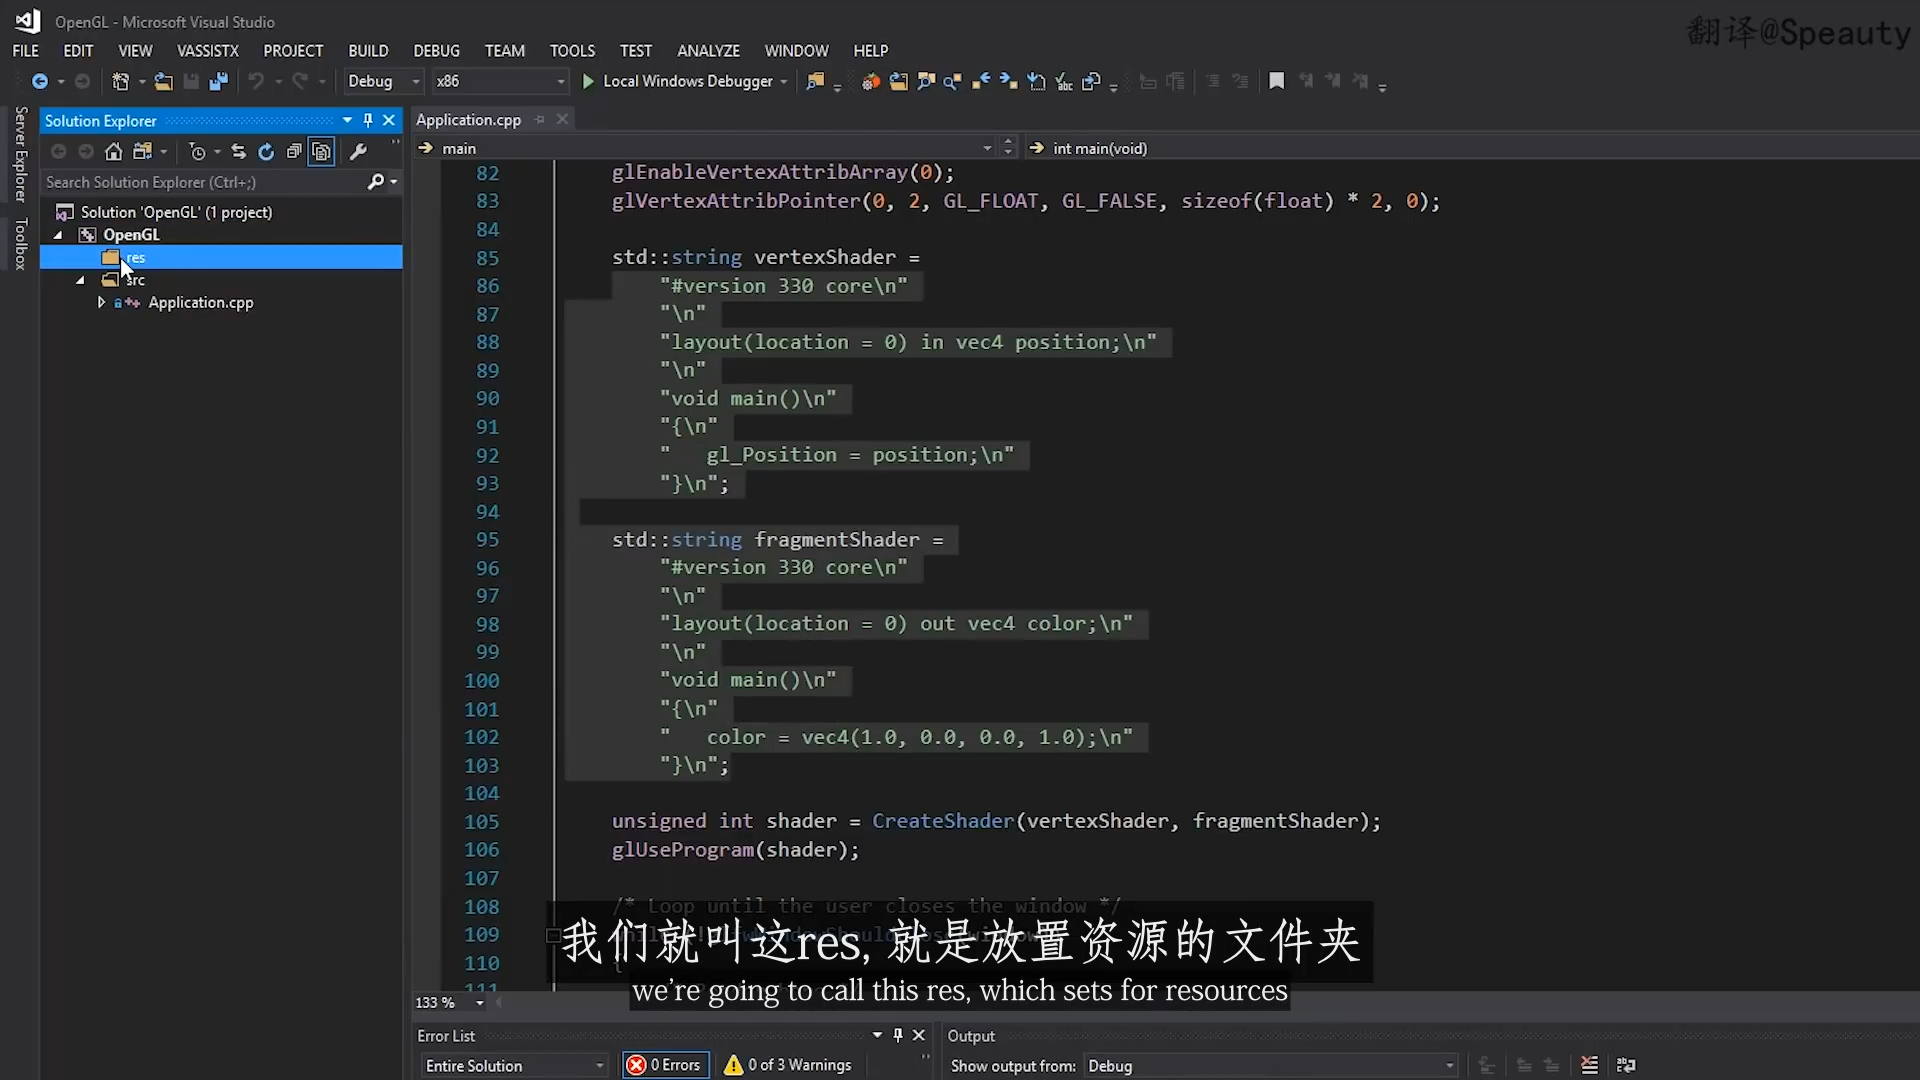 OpenGL - Microsoft Visual Studio
翻译@Speauty
FILE EDIT VIEW VASSISTX PROJECT BUILD DEBUG TEAM TOOLS TEST ANALYZE WINDOW HELP
Debug x86 Local Windows Debugger
Server Explorer
Toolbox
Solution Explorer
Search Solution Explorer (Ctrl+;)
Solution 'OpenGL' (1 project)
OpenGL
res
src
Application.cpp
Application.cpp
main int main(void)
82 glEnableVertexAttribArray(0);
83 glVertexAttribPointer(0, 2, GL_FLOAT, GL_FALSE, sizeof(float) * 2, 0);
84
85 std::string vertexShader =
86 "#version 330 core\n"
87 "\n"
88 "layout(location = 0) in vec4 position;\n"
89 "\n"
90 "void main()\n"
91 "{\n"
92 "   gl_Position = position;\n"
93 "}\n";
94
95 std::string fragmentShader =
96 "#version 330 core\n"
97 "\n"
98 "layout(location = 0) out vec4 color;\n"
99 "\n"
100 "void main()\n"
101 "{\n"
102 "   color = vec4(1.0, 0.0, 0.0, 1.0);\n"
103 "}\n";
104
105 unsigned int shader = CreateShader(vertexShader, fragmentShader);
106 glUseProgram(shader);
107
108 /* Loop until the user closes the window */
109
110 {
111
我们就叫这res, 就是放置资源的文件夹
we're going to call this res, which sets for resources
133 %
Error List
Entire Solution 0 Errors 0 of 3 Warnings
Output
Show output from: Debug